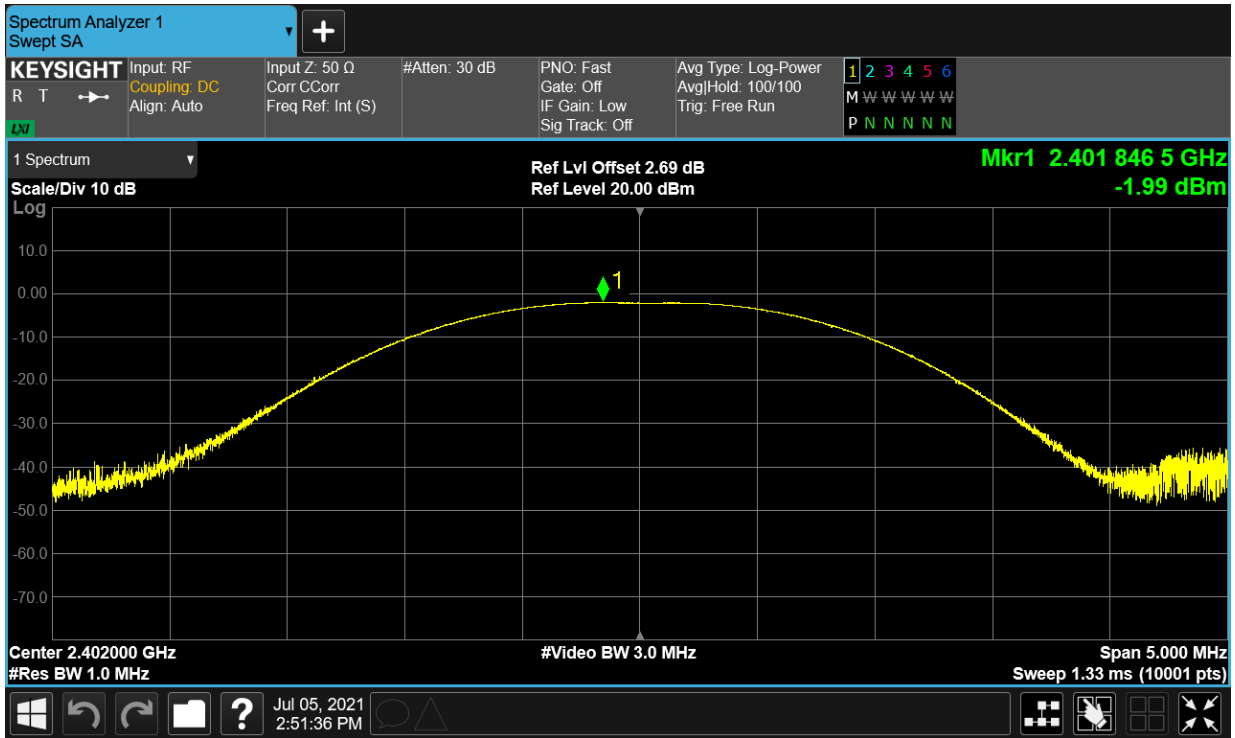 Spectrum Analyzer 1
Swept SA
KEYSIGHT
R T
LXI
Input: RF
Coupling: DC
Align: Auto
Input Z: 50 Ω
Corr CCorr
Freq Ref: Int (S)
#Atten: 30 dB
PNO: Fast
Gate: Off
IF Gain: Low
Sig Track: Off
Avg Type: Log-Power
Avg|Hold: 100/100
Trig: Free Run
1 2 3 4 5 6
M W W W W W
P N N N N N
1 Spectrum
Scale/Div 10 dB
Log
Ref Lvl Offset 2.69 dB
Ref Level 20.00 dBm
Mkr1 2.401 846 5 GHz
-1.99 dBm
1
10.0
0.00
-10.0
-20.0
-30.0
-40.0
-50.0
-60.0
-70.0
Center 2.402000 GHz
#Res BW 1.0 MHz
#Video BW 3.0 MHz
Span 5.000 MHz
Sweep 1.33 ms (10001 pts)
?
Jul 05, 2021
2:51:36 PM